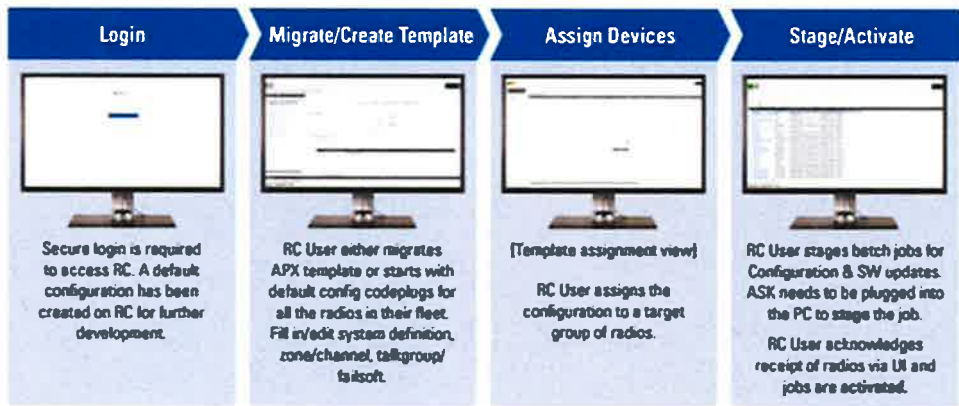 Login
Migrate/Create Template
Assign Devices
Stage/Activate
Secure login is required
to access RC. A default
configuration has been
created on RC for further
development.
RC User either migrates
APX template or starts with
default config codeplugs for
all the radios in their fleet.
Fill in/edit system definition,
zone/channel, talkgroup/
failsoft.
[Template assignment view]
RC User assigns the
configuration to a target
group of radios.
RC User stages batch jobs for
Configuration & SW updates.
ASK needs to be plugged into
the PC to stage the job.
RC User acknowledges
receipt of radios via UI and
jobs are activated.